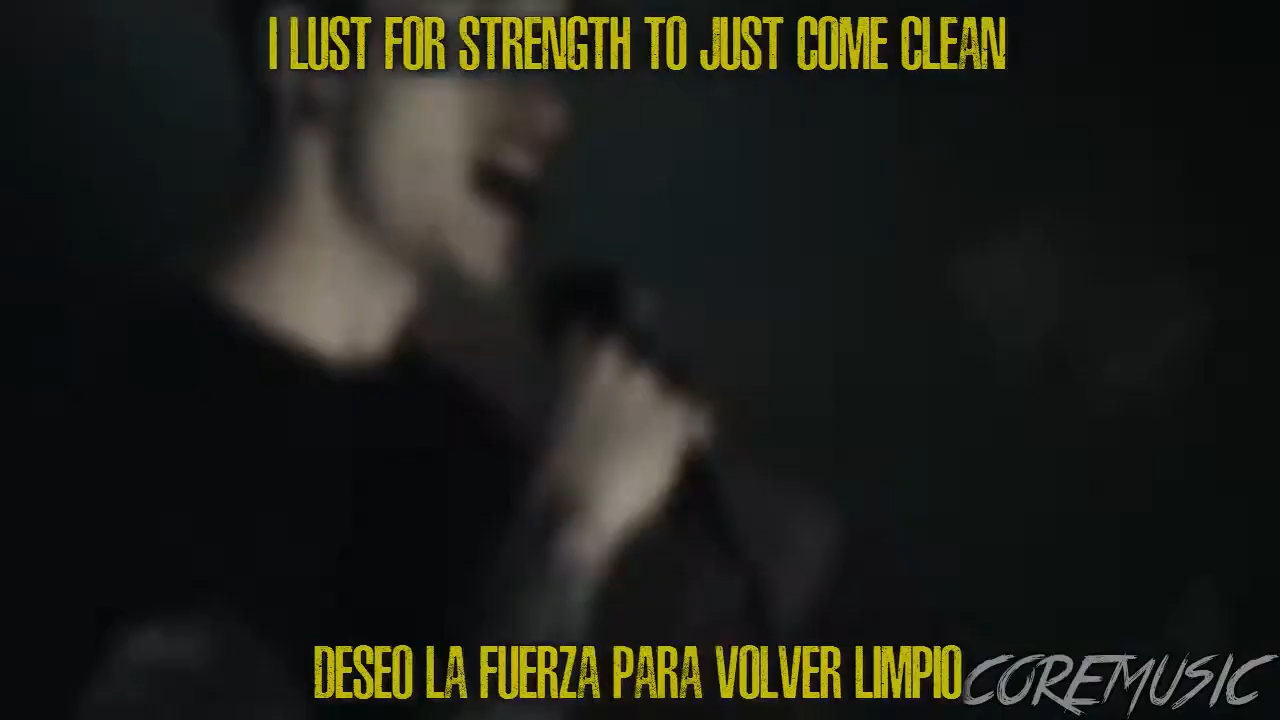 I LUST FOR STRENGTH TO JUST COME CLEAN
DESEO LA FUERZA PARA VOLVER LIMPIO
COREMUSIC